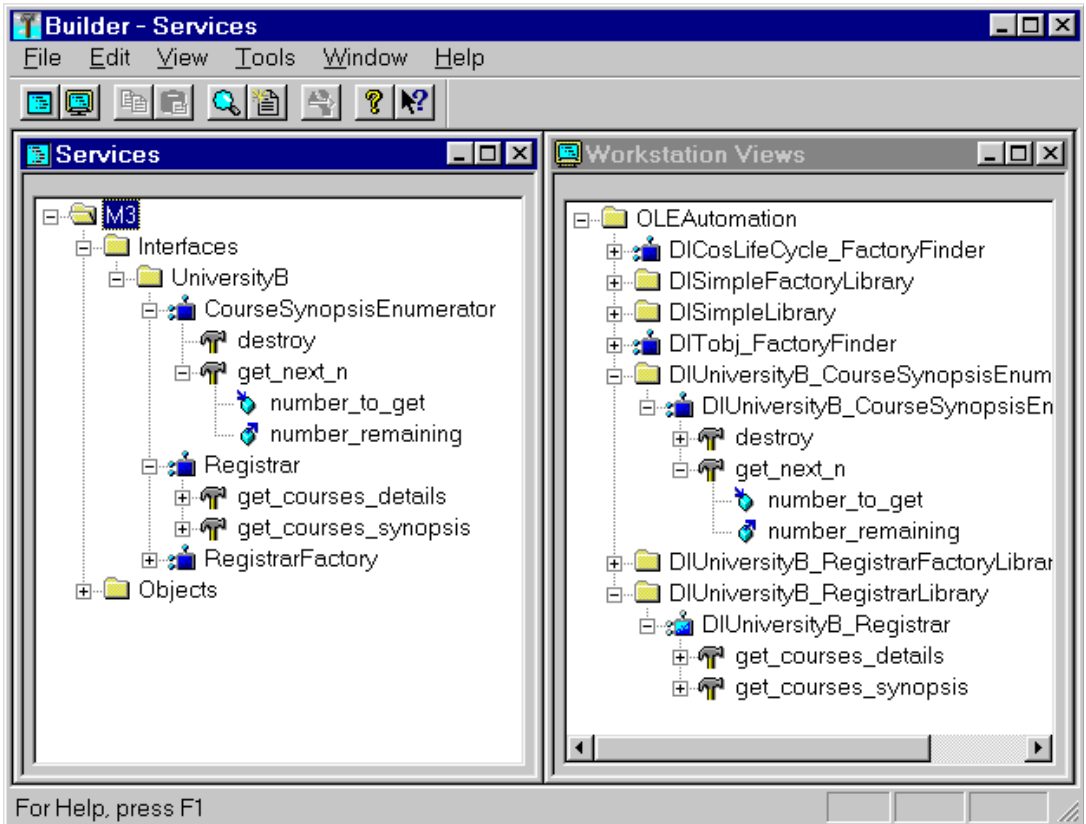 Builder - Services
File Edit View Tools Window Help
Services
M3
Interfaces
UniversityB
CourseSynopsisEnumerator
destroy
get_next_n
number_to_get
number_remaining
Registrar
get_courses_details
get_courses_synopsis
RegistrarFactory
Objects
Workstation Views
OLEAutomation
DICosLifeCycle_FactoryFinder
DISimpleFactoryLibrary
DISimpleLibrary
DITobj_FactoryFinder
DIUniversityB_CourseSynopsisEnum
DIUniversityB_CourseSynopsisEn
destroy
get_next_n
number_to_get
number_remaining
DIUniversityB_RegistrarFactoryLibrar
DIUniversityB_RegistrarLibrary
DIUniversityB_Registrar
get_courses_details
get_courses_synopsis
For Help, press F1